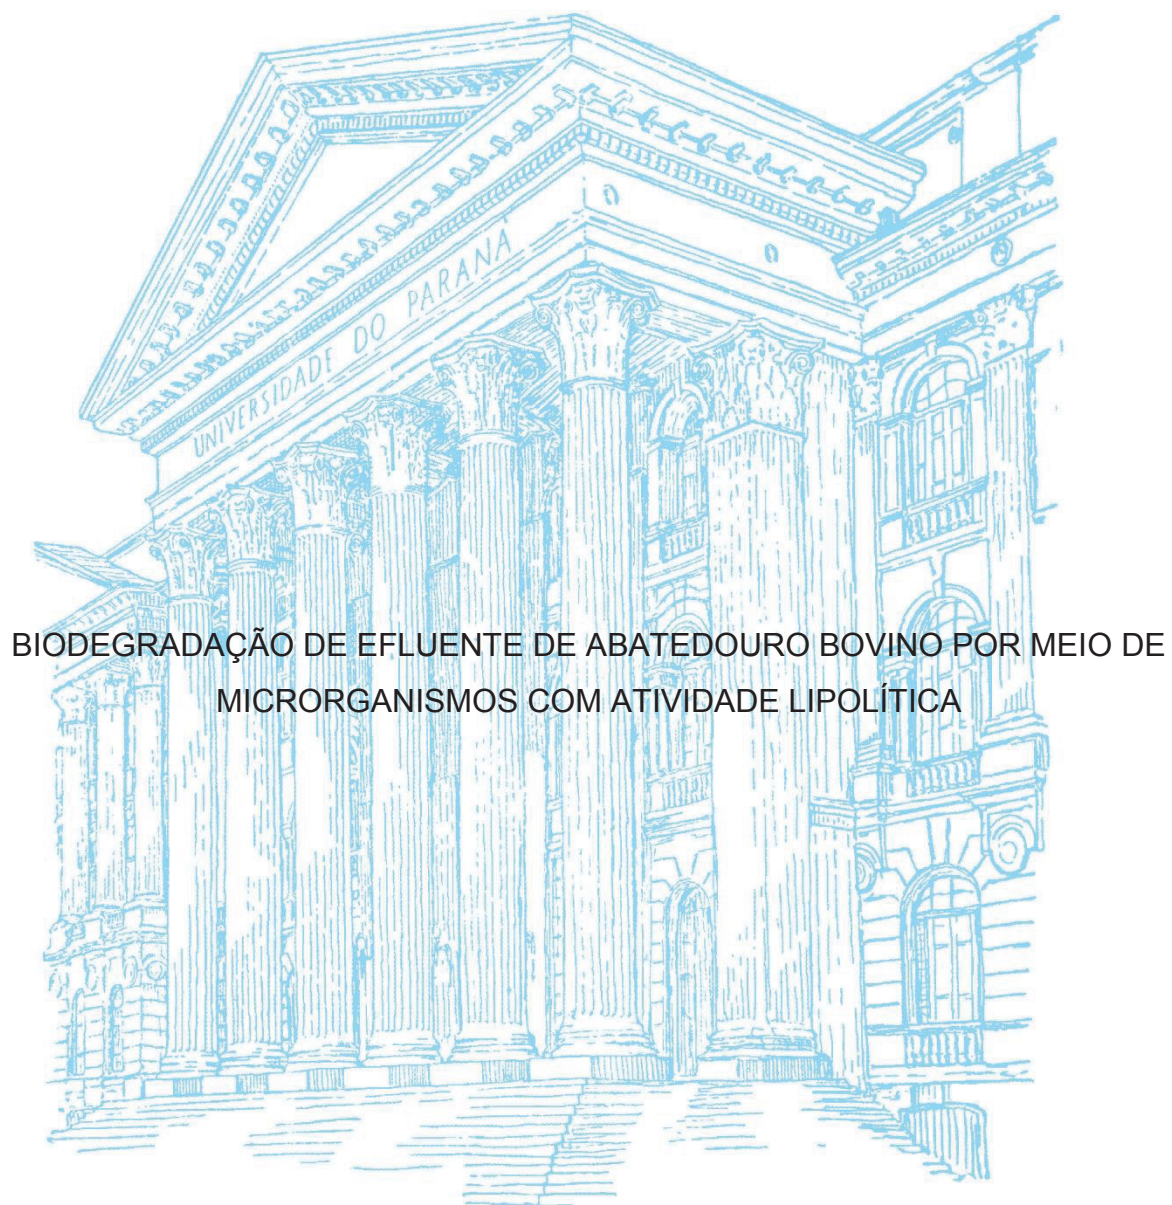 UNIVERSIDADE DO PARANÁ
BIODEGRADAÇÃO DE EFLUENTE DE ABATEDOURO BOVINO POR MEIO DE
MICRORGANISMOS COM ATIVIDADE LIPOLÍTICA